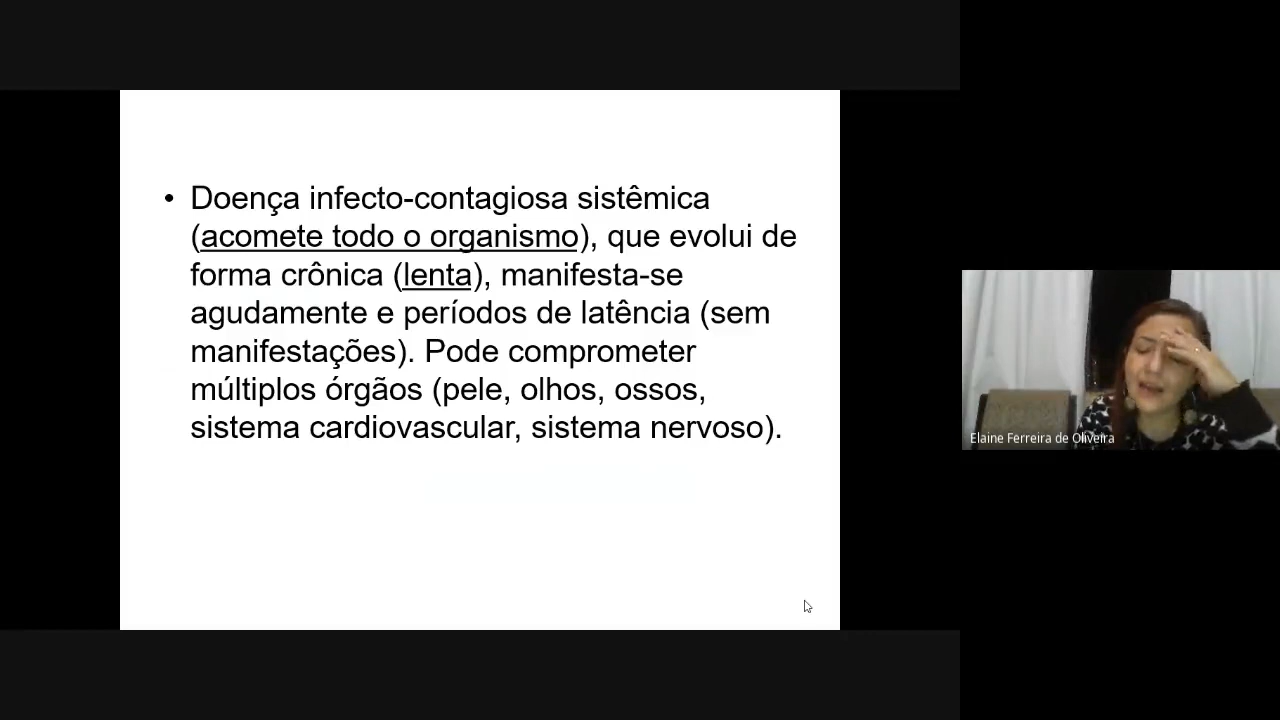 • Doença infecto-contagiosa sistêmica
(acomete todo o organismo), que evolui de
forma crônica (lenta), manifesta-se
agudamente e períodos de latência (sem
manifestações). Pode comprometer
múltiplos órgãos (pele, olhos, ossos,
sistema cardiovascular, sistema nervoso).
Elaine Ferreira de Oliveira